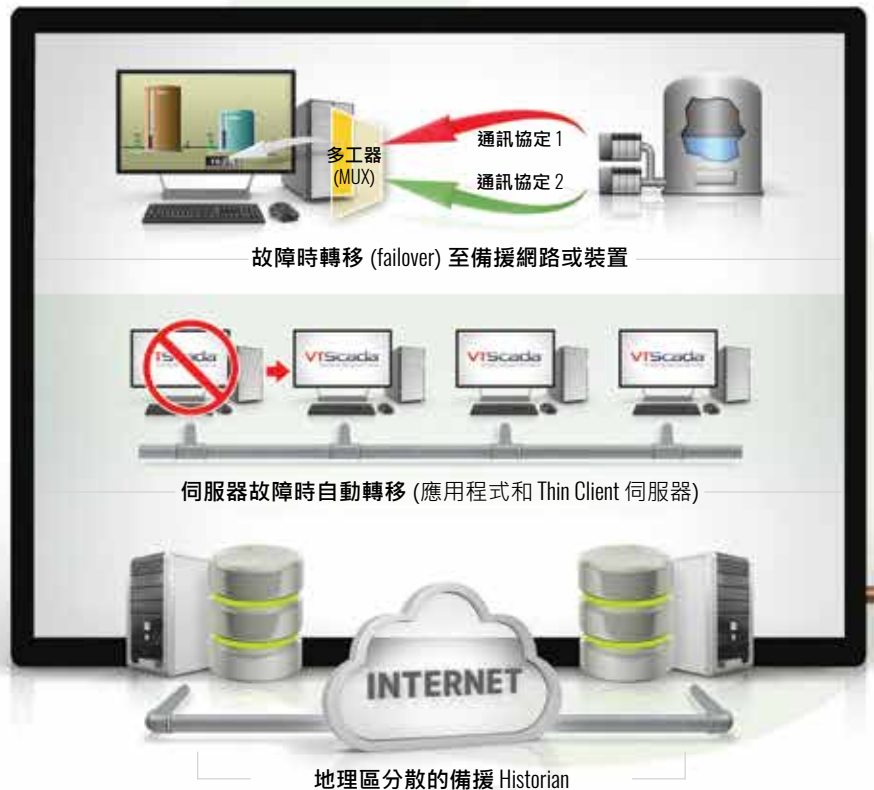 通訊協定 1
多工器
(MUX)
通訊協定 2
故障時轉移 (failover) 至備援網路或裝置
VTScada
VTScada
VTScada
伺服器故障時自動轉移 (應用程式和 Thin Client 伺服器)
INTERNET
地理區分散的備援 Historian